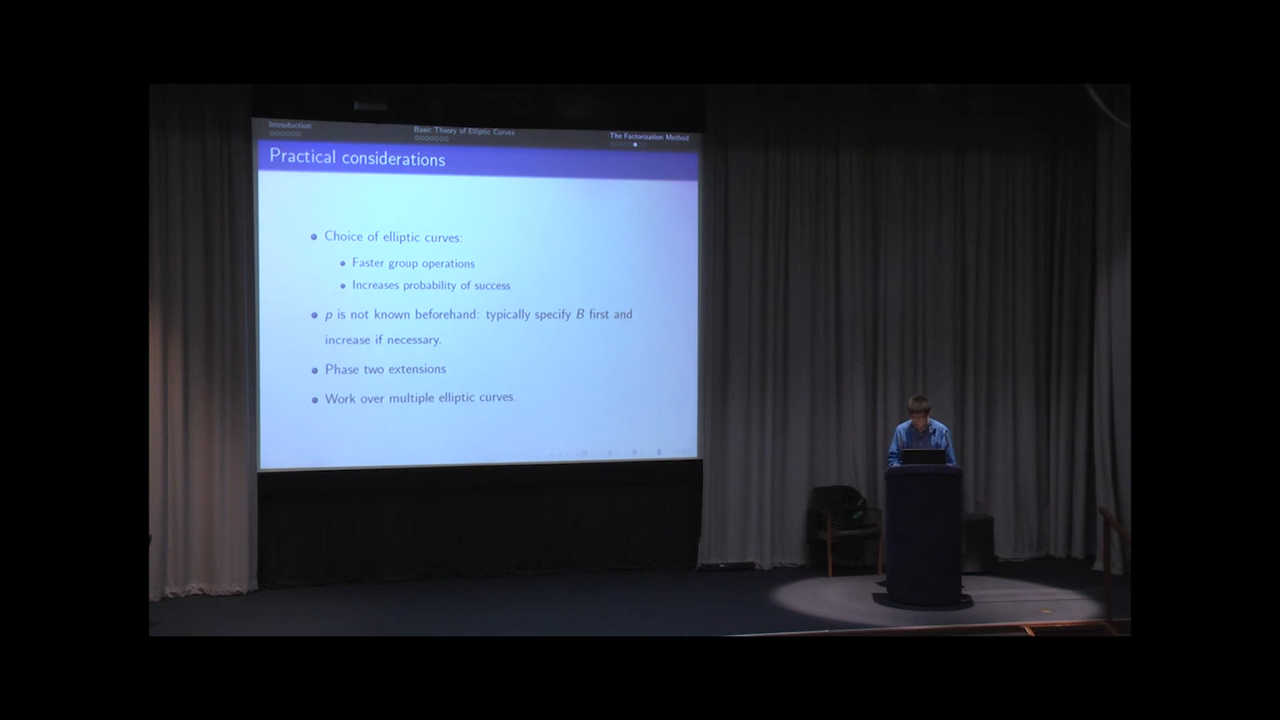 Introduction
Basic Theory of Elliptic Curves
The Factorization Method
Practical considerations
Choice of elliptic curves:
Faster group operations
Increases probability of success
p is not known beforehand: typically specify B first and
increase if necessary.
Phase two extensions
Work over multiple elliptic curves.